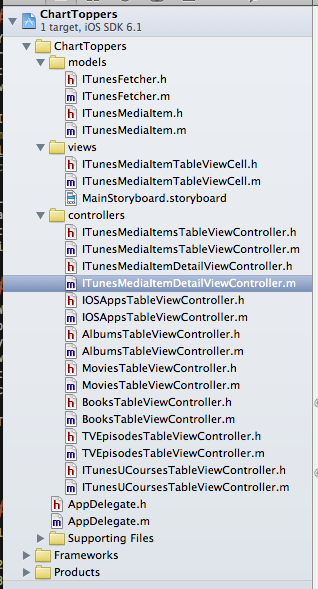 ChartToppers
1 target, iOS SDK 6.1
ChartToppers
models
ITunesFetcher.h
ITunesFetcher.m
ITunesMediaItem.h
ITunesMediaItem.m
views
ITunesMediaItemTableViewCell.h
ITunesMediaItemTableViewCell.m
MainStoryboard.storyboard
controllers
ITunesMediaItemsTableViewController.h
ITunesMediaItemsTableViewController.m
ITunesMediaItemDetailViewController.h
ITunesMediaItemDetailViewController.m
IOSAppsTableViewController.h
IOSAppsTableViewController.m
AlbumsTableViewController.h
AlbumsTableViewController.m
MoviesTableViewController.h
MoviesTableViewController.m
BooksTableViewController.h
BooksTableViewController.m
TVEpisodesTableViewController.h
TVEpisodesTableViewController.m
ITunesUCoursesTableViewController.h
ITunesUCoursesTableViewController.m
AppDelegate.h
AppDelegate.m
Supporting Files
Frameworks
Products